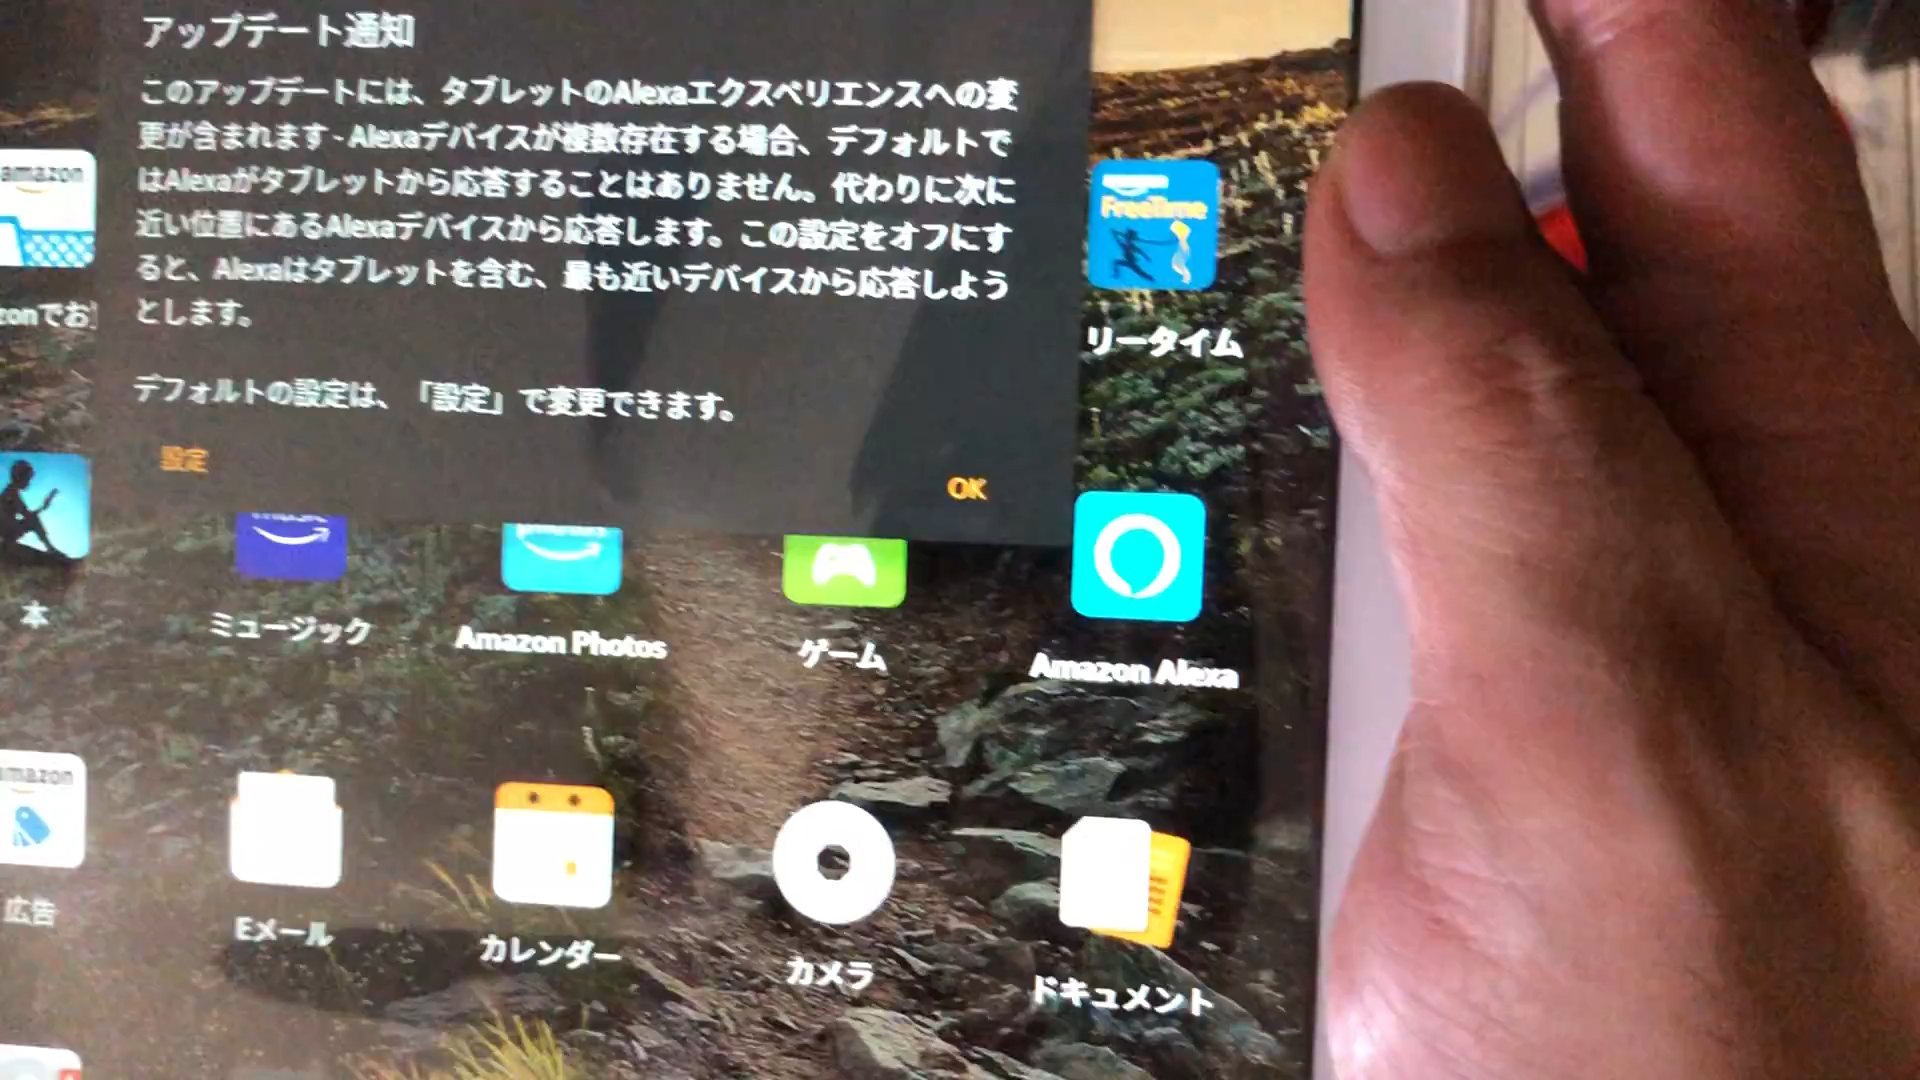 アップデート通知
このアップデートには、タブレットのAlexaエクスペリエンスへの変
更が含まれます - Alexaデバイスが複数存在する場合、デフォルトで
はAlexaがタブレットから応答することはありません。代わりに次に
近い位置にあるAlexaデバイスから応答します。この設定をオフにす
ると、Alexaはタブレットを含む、最も近いデバイスから応答しよう
とします。
デフォルトの設定は、「設定」で変更できます。
設定
OK
amazon
zonでお
FreeTime
リータイム
本
ミュージック
Amazon Photos
ゲーム
Amazon Alexa
amazon
広告
Eメール
カレンダー
カメラ
ドキュメント